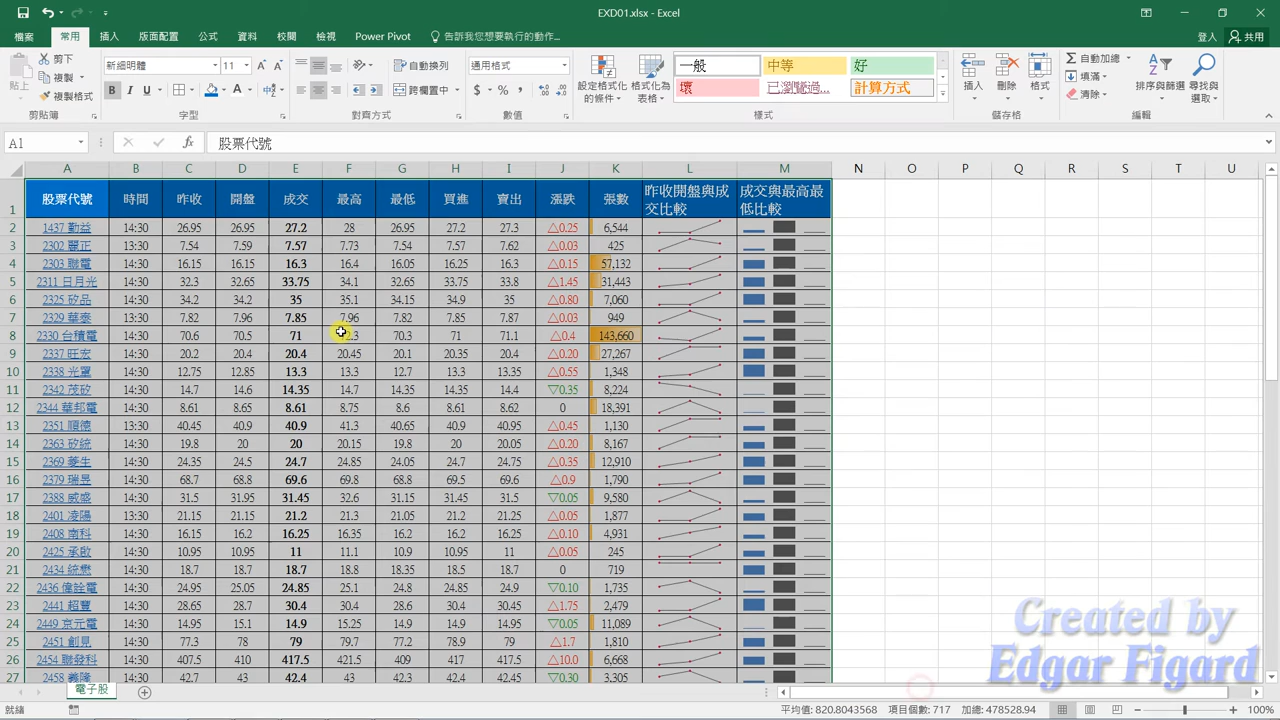 EXD01.xlsx - Excel
檔案 常用 插入 版面配置 公式 資料 校閱 檢視 Power Pivot 告訴我您想要執行的動作... 登入 共用
貼上 剪下 複製 複製格式 剪貼簿
新細明體 11 B I U 字型
自動換列 跨欄置中 對齊方式
通用格式 $ % 數值
設定格式化的條件 格式化為表格 一般 中等 好 壞 已瀏覽過... 計算方式 樣式
插入 刪除 格式 儲存格
自動加總 填滿 清除 排序與篩選 尋找與選取 編輯
A1 fx 股票代號
A B C D E F G H I J K L M N O P Q R S T U
1 股票代號 時間 昨收 開盤 成交 最高 最低 買進 賣出 漲跌 張數 昨收開盤與成交比較 成交與最高最低比較
2 1437 勤益 14:30 26.95 26.95 27.2 28 26.95 27.2 27.3 △0.25 6,544
3 2302 麗正 14:30 7.54 7.59 7.57 7.73 7.54 7.57 7.62 △0.03 425
4 2303 聯電 14:30 16.15 16.15 16.3 16.4 16.05 16.25 16.3 △0.15 57,132
5 2311 日月光 14:30 32.3 32.65 33.75 34.1 32.65 33.75 33.8 △1.45 31,443
6 2325 矽品 14:30 34.2 34.2 35 35.1 34.15 34.9 35 △0.80 7,060
7 2329 華泰 13:30 7.82 7.96 7.85 7.96 7.82 7.85 7.87 △0.03 949
8 2330 台積電 14:30 70.6 70.5 71 2.3 70.3 71 71.1 △0.4 143,660
9 2337 旺宏 14:30 20.2 20.4 20.4 20.45 20.1 20.35 20.4 △0.20 27,267
10 2338 光罩 14:30 12.75 12.85 13.3 13.3 12.7 13.3 13.35 △0.55 1,348
11 2342 茂矽 14:30 14.7 14.6 14.35 14.7 14.35 14.35 14.4 ▽0.35 8,224
12 2344 華邦電 14:30 8.61 8.65 8.61 8.75 8.6 8.61 8.62 0 18,391
13 2351 順德 14:30 40.45 40.9 40.9 41.3 40.65 40.9 40.95 △0.45 1,130
14 2363 矽統 14:30 19.8 20 20 20.15 19.8 20 20.05 △0.20 8,167
15 2369 菱生 14:30 24.35 24.5 24.7 24.85 24.05 24.7 24.75 △0.35 12,910
16 2379 瑞昱 14:30 68.7 68.8 69.6 69.8 68.5 69.5 69.6 △0.9 1,790
17 2388 威盛 14:30 31.5 31.95 31.45 32.6 31.15 31.45 31.5 ▽0.05 9,580
18 2401 凌陽 13:30 21.15 21.15 21.2 21.3 21.05 21.2 21.25 △0.05 1,877
19 2408 南科 14:30 16.15 16.2 16.25 16.35 16.2 16.2 16.25 △0.10 4,931
20 2425 承啟 14:30 10.95 10.95 11 11.1 10.9 10.95 11 △0.05 245
21 2434 統懋 14:30 18.7 18.7 18.7 18.8 18.35 18.5 18.7 0 719
22 2436 偉詮電 14:30 24.95 25.05 24.85 25.1 24.8 24.85 24.9 ▽0.10 1,735
23 2441 超豐 14:30 28.65 28.7 30.4 30.4 28.6 30.4 30.45 △1.75 2,479
24 2449 京元電 14:30 14.95 15.1 14.9 15.25 14.9 14.9 14.95 ▽0.05 11,089
25 2451 創見 14:30 77.3 78 79 79.7 77.2 78.9 79 △1.7 1,810
26 2454 聯發科 14:30 407.5 410 417.5 421.5 409 417 417.5 △10.0 6,668
27 2458 義隆 14:30 42.7 43 42.4 43 42.4 42.4 42.5 ▽0.30 3,305
Created by
Edgar Figard
電子股
就緒 平均值: 820.8043568 項目個數: 717 加總: 478528.94 100%